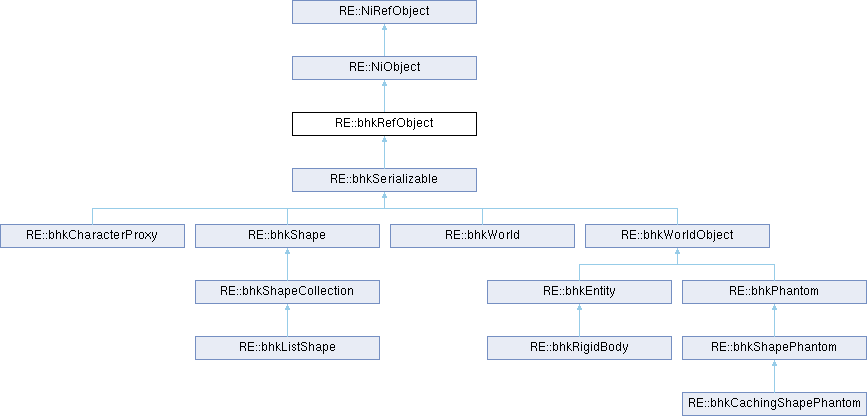 RE::NiRefObject
RE::NiObject
RE::bhkRefObject
RE::bhkSerializable
RE::bhkCharacterProxy
RE::bhkShape
RE::bhkWorld
RE::bhkWorldObject
RE::bhkShapeCollection
RE::bhkEntity
RE::bhkPhantom
RE::bhkListShape
RE::bhkRigidBody
RE::bhkShapePhantom
RE::bhkCachingShapePhantom